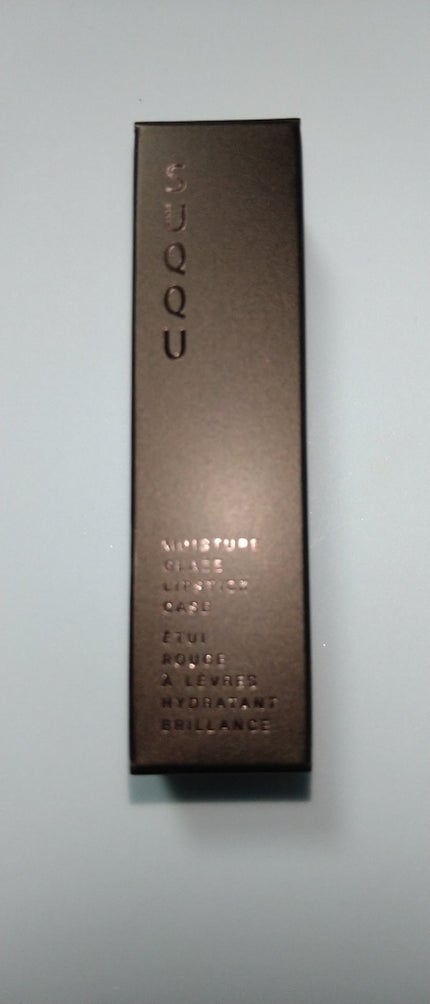 SUQQU
MOISTURE
GLAZE
LIPSTICK
CASE
ÉTUI
ROUGE
À LÈVRES
HYDRATANT
BRILLANCE